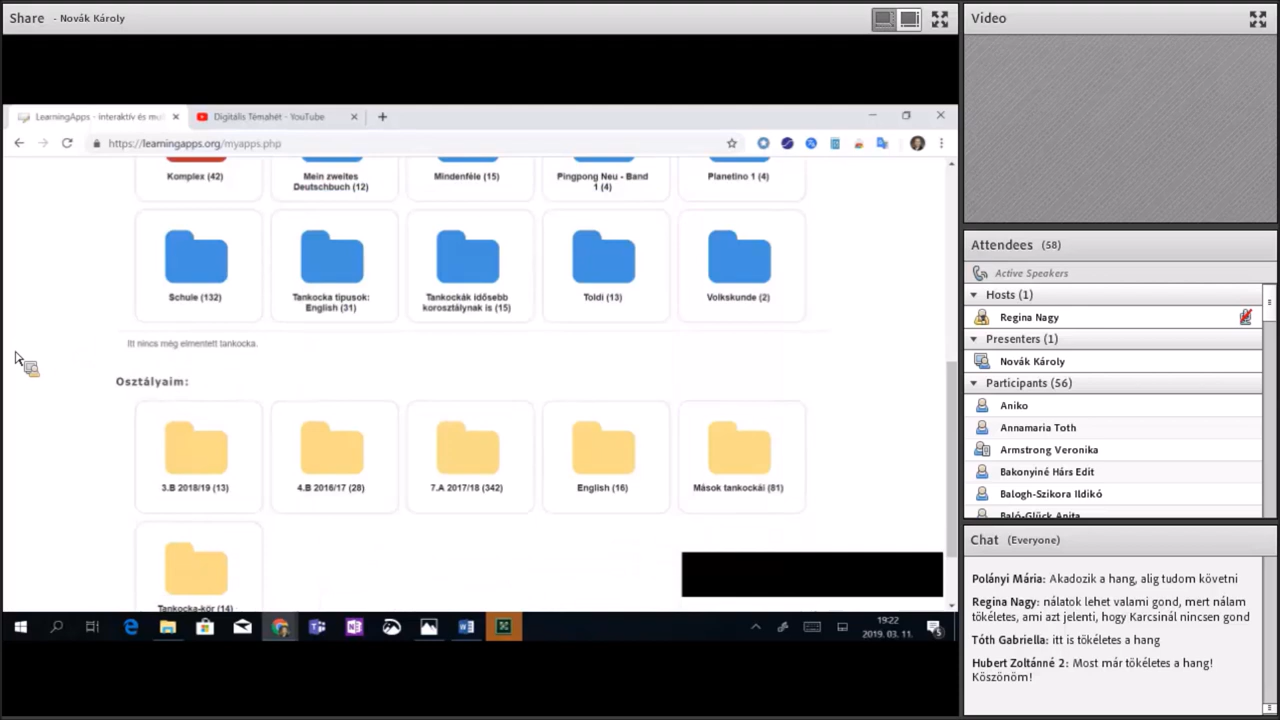 Share - Novák Károly
Video
LearningApps - interaktív és mu
Digitális Témahét - YouTube
https://learningapps.org/myapps.php
Komplex (42)
Mein zweites
Deutschbuch (12)
Mindenféle (15)
Pingpong Neu - Band
1 (4)
Planetino 1 (4)
Schule (132)
Tankocka típusok:
English (31)
Tankockák idősebb
korosztálynak is (15)
Toldi (13)
Volkskunde (2)
Itt nincs még elmentett tankocka.
Osztályaim:
3.B 2018/19 (13)
4.B 2016/17 (28)
7.A 2017/18 (342)
English (16)
Mások tankockái (81)
Tankocka-kör (14)
19:22
2019. 03. 11.
5
Attendees (58)
Active Speakers
Hosts (1)
Regina Nagy
Presenters (1)
Novák Károly
Participants (56)
Aniko
Annamaria Toth
Armstrong Veronika
Bakonyiné Hárs Edit
Balogh-Szikora Ildikó
Baló-Glück Anita
Chat (Everyone)
Polányi Mária: Akadozik a hang, alig tudom követni
Regina Nagy: nálatok lehet valami gond, mert nálam
tökéletes, ami azt jelenti, hogy Karcsinál nincsen gond
Tóth Gabriella: itt is tökéletes a hang
Hubert Zoltánné 2: Most már tökéletes a hang!
Köszönöm!